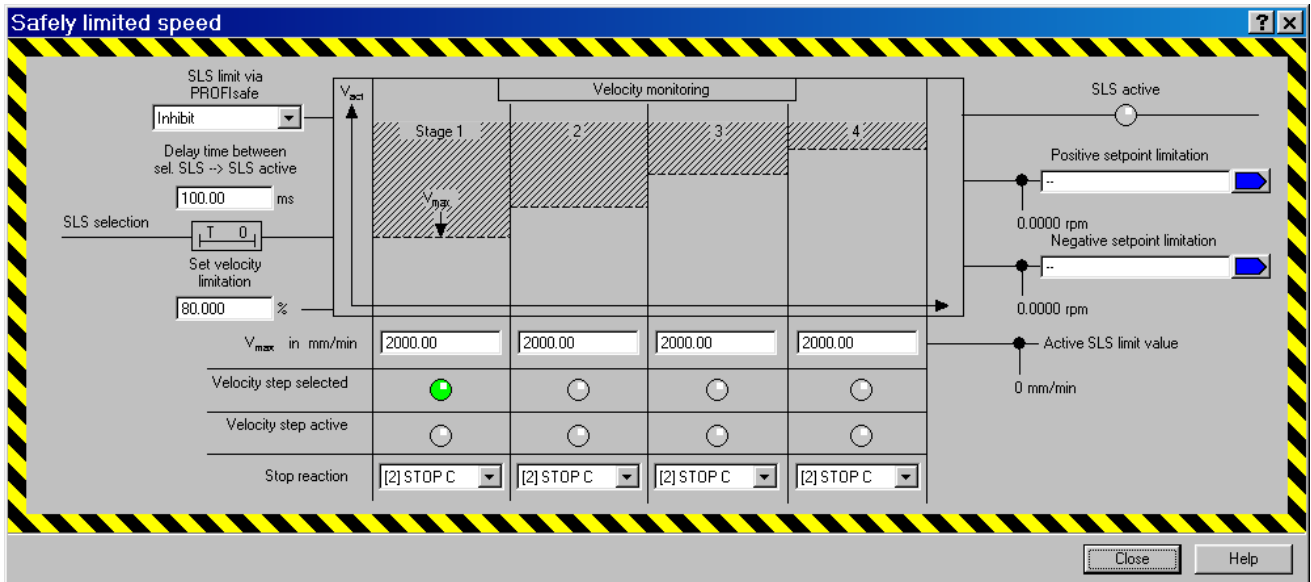 Safely limited speed
SLS limit via
PROFIsafe
Inhibit
Delay time between
sel. SLS --> SLS active
100.00 ms
SLS selection
T 0
Set velocity
limitation
80.000 %
Vact
Velocity monitoring
Stage 1 2 3 4
Vmax
SLS active
Positive setpoint limitation
--
0.0000 rpm
Negative setpoint limitation
--
0.0000 rpm
Vmax in mm/min 2000.00 2000.00 2000.00 2000.00
Active SLS limit value
0 mm/min
Velocity step selected
Velocity step active
Stop reaction [2] STOP C [2] STOP C [2] STOP C [2] STOP C
Close Help